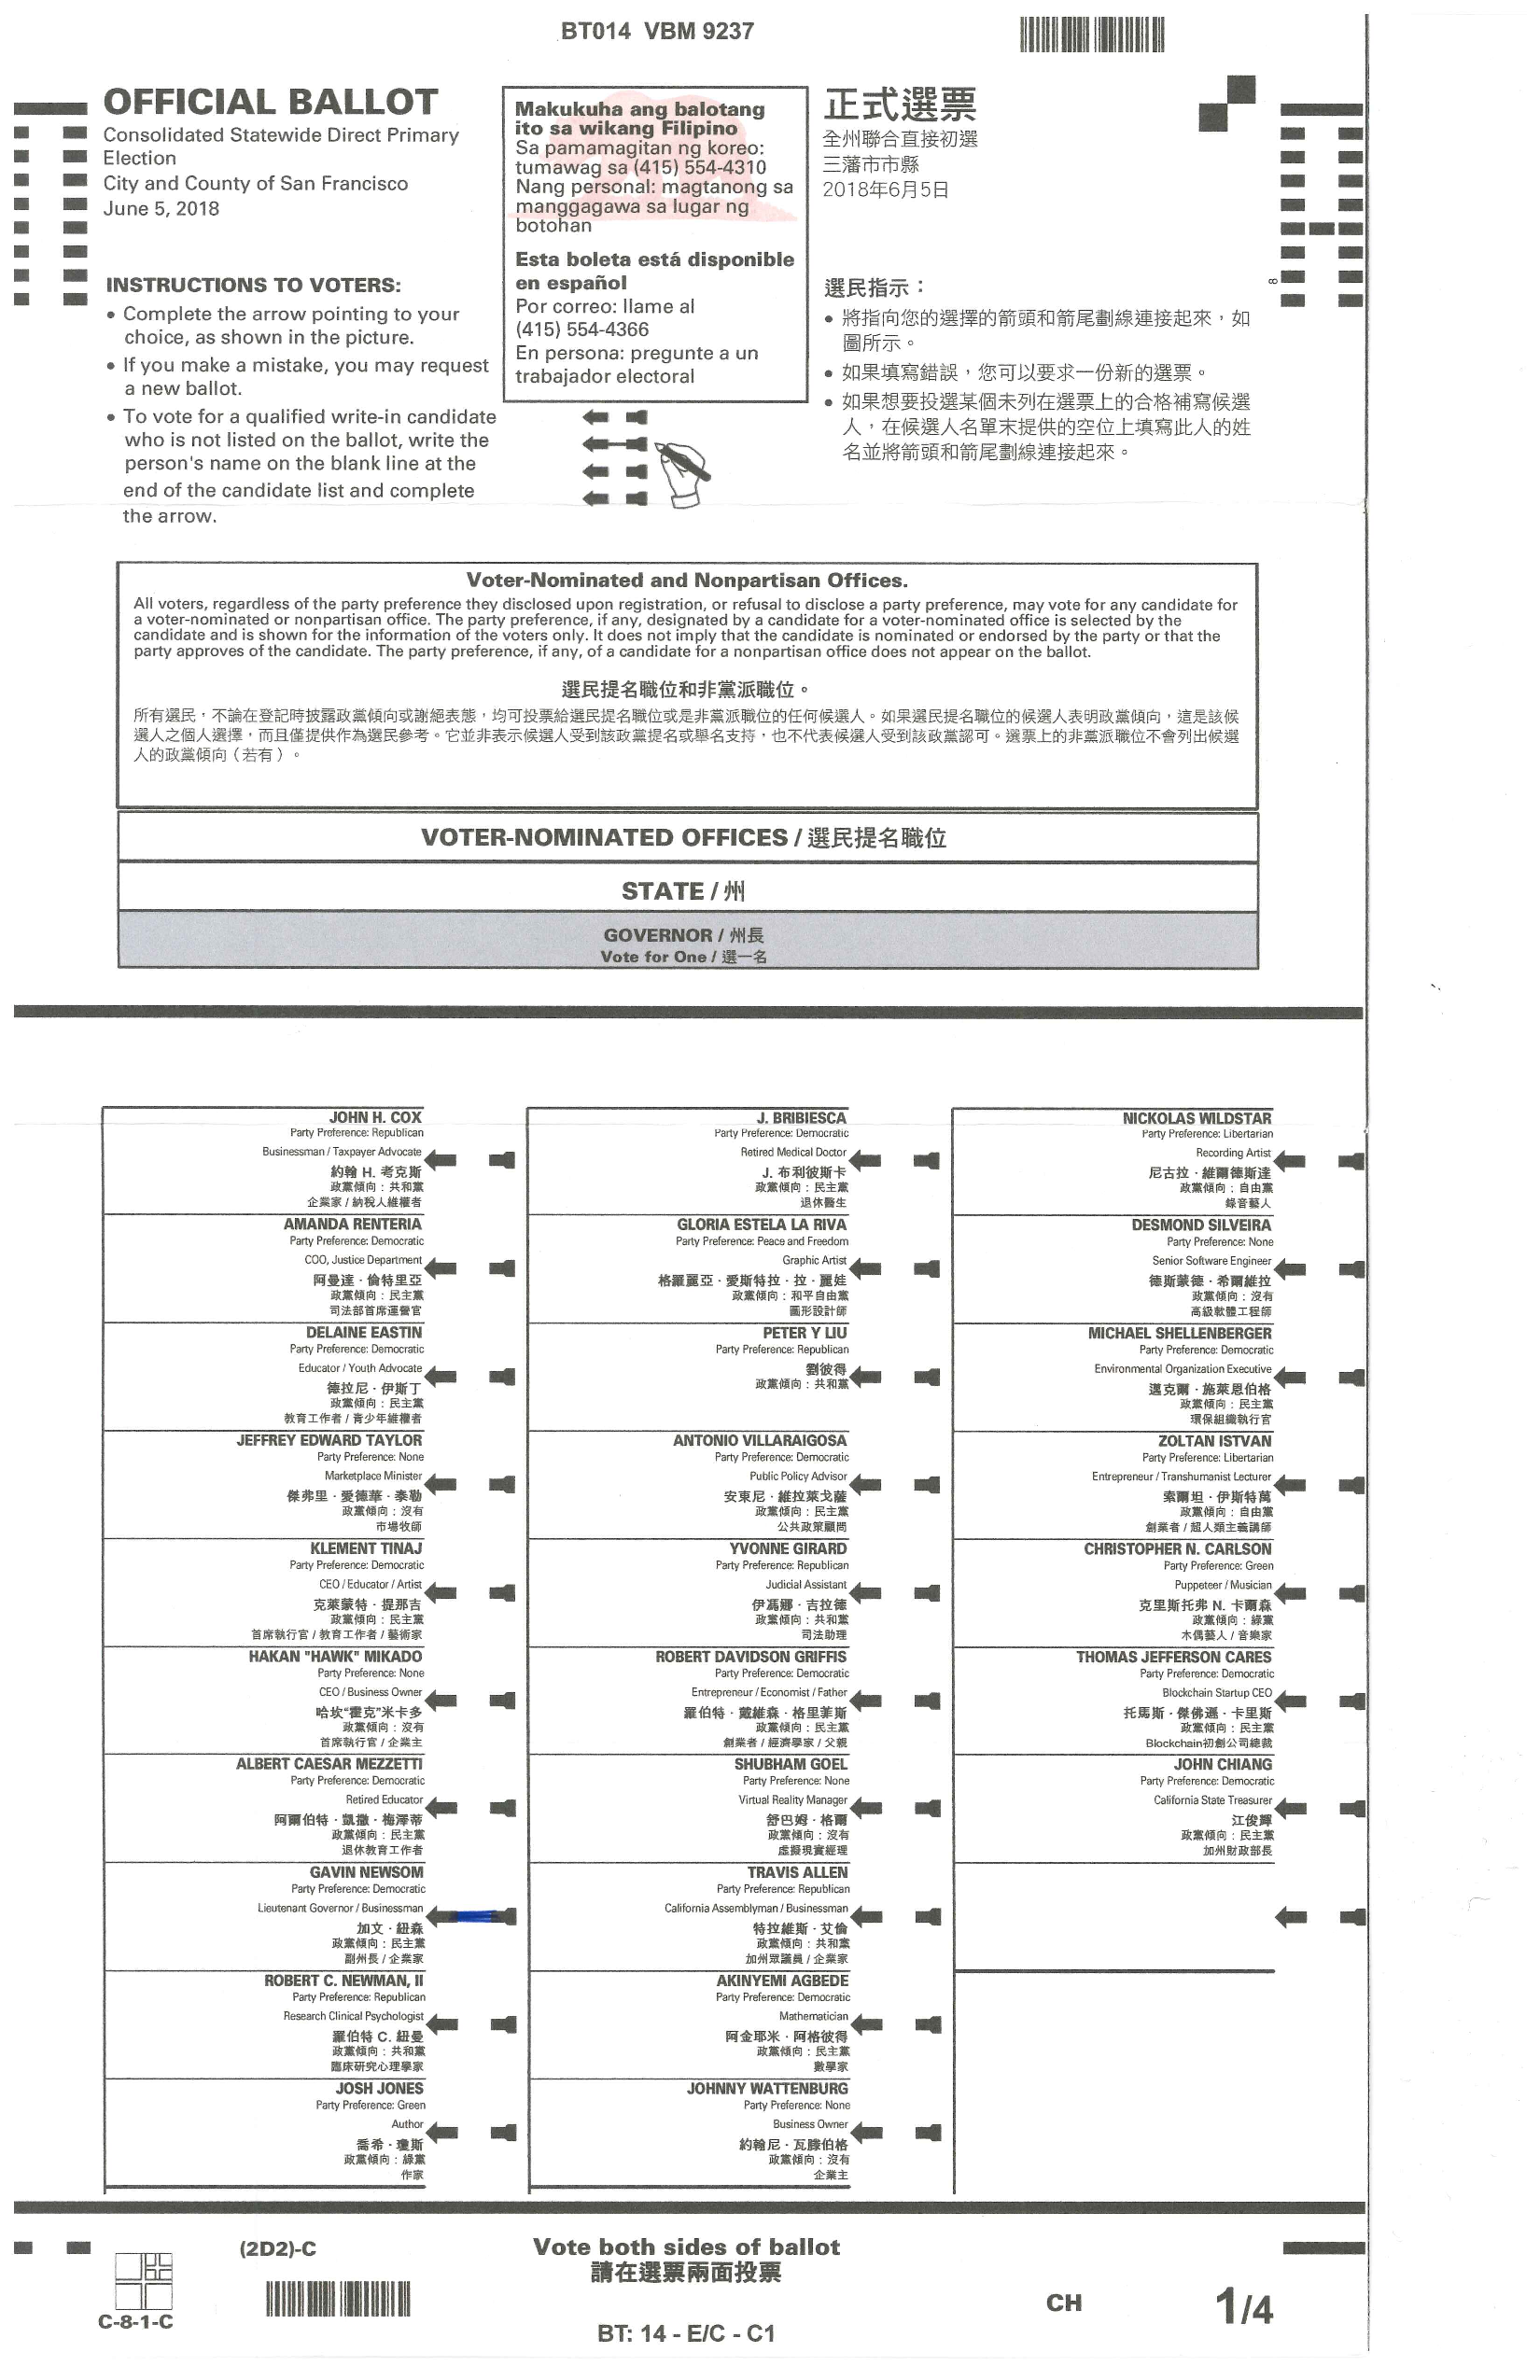 BT014 VBM 9237
OFFICIAL BALLOT
Consolidated Statewide Direct Primary
Election
City and County of San Francisco
June 5, 2018
INSTRUCTIONS TO VOTERS:
• Complete the arrow pointing to your
choice, as shown in the picture.
• If you make a mistake, you may request
a new ballot.
• To vote for a qualified write-in candidate
who is not listed on the ballot, write the
person's name on the blank line at the
end of the candidate list and complete
the arrow.
Makukuha ang balotang
ito sa wikang Filipino
Sa pamamagitan ng koreo:
tumawag sa (415) 554-4310
Nang personal: magtanong sa
manggagawa sa lugar ng
botohan
Esta boleta está disponible
en español
Por correo: llame al
(415) 554-4366
En persona: pregunte a un
trabajador electoral
正式選票
全州聯合直接初選
三藩市市縣
2018年6月5日
8
選民指示：
• 將指向您的選擇的箭頭和箭尾劃線連接起來，如
圖所示。
• 如果填寫錯誤，您可以要求一份新的選票。
• 如果想要投選某個未列在選票上的合格補寫候選
人，在候選人名單末提供的空位上填寫此人的姓
名並將箭頭和箭尾劃線連接起來。
Voter-Nominated and Nonpartisan Offices.
All voters, regardless of the party preference they disclosed upon registration, or refusal to disclose a party preference, may vote for any candidate for
a voter-nominated or nonpartisan office. The party preference, if any, designated by a candidate for a voter-nominated office is selected by the
candidate and is shown for the information of the voters only. It does not imply that the candidate is nominated or endorsed by the party or that the
party approves of the candidate. The party preference, if any, of a candidate for a nonpartisan office does not appear on the ballot.
選民提名職位和非黨派職位。
所有選民，不論在登記時披露政黨傾向或謝絕表態，均可投票給選民提名職位或是非黨派職位的任何候選人。如果選民提名職位的候選人表明政黨傾向，這是該候
選人之個人選擇，而且僅提供作為選民參考。它並非表示候選人受到該政黨提名或舉名支持，也不代表候選人受到該政黨認可。選票上的非黨派職位不會列出候選
人的政黨傾向（若有）。
VOTER-NOMINATED OFFICES / 選民提名職位
STATE / 州
GOVERNOR / 州長
Vote for One / 選一名
JOHN H. COX
Party Preference: Republican
Businessman / Taxpayer Advocate
約翰 H. 考克斯
政黨傾向：共和黨
企業家 / 納稅人維權者
AMANDA RENTERIA
Party Preference: Democratic
COO, Justice Department
阿曼達．倫特里亞
政黨傾向：民主黨
司法部首席運營官
DELAINE EASTIN
Party Preference: Democratic
Educator / Youth Advocate
德拉尼．伊斯丁
政黨傾向：民主黨
教育工作者 / 青少年維權者
JEFFREY EDWARD TAYLOR
Party Preference: None
Marketplace Minister
傑弗里．愛德華．泰勒
政黨傾向：沒有
市場牧師
KLEMENT TINAJ
Party Preference: Democratic
CEO / Educator / Artist
克萊蒙特．提那吉
政黨傾向：民主黨
首席執行官 / 教育工作者 / 藝術家
HAKAN "HAWK" MIKADO
Party Preference: None
CEO / Business Owner
哈坎“霍克”米卡多
政黨傾向：沒有
首席執行官 / 企業主
ALBERT CAESAR MEZZETTI
Party Preference: Democratic
Retired Educator
阿爾伯特．凱撒．梅澤蒂
政黨傾向：民主黨
退休教育工作者
GAVIN NEWSOM
Party Preference: Democratic
Lieutenant Governor / Businessman
加文．紐森
政黨傾向：民主黨
副州長 / 企業家
ROBERT C. NEWMAN, II
Party Preference: Republican
Research Clinical Psychologist
羅伯特 C. 紐曼
政黨傾向：共和黨
臨床研究心理學家
JOSH JONES
Party Preference: Green
Author
喬希．瓊斯
政黨傾向：綠黨
作家
J. BRIBIESCA
Party Preference: Democratic
Retired Medical Doctor
J. 布利彼斯卡
政黨傾向：民主黨
退休醫生
GLORIA ESTELA LA RIVA
Party Preference: Peace and Freedom
Graphic Artist
格羅麗亞．愛斯特拉．拉．麗娃
政黨傾向：和平自由黨
圖形設計師
PETER Y LIU
Party Preference: Republican
劉彼得
政黨傾向：共和黨
ANTONIO VILLARAIGOSA
Party Preference: Democratic
Public Policy Advisor
安東尼．維拉萊戈薩
政黨傾向：民主黨
公共政策顧問
YVONNE GIRARD
Party Preference: Republican
Judicial Assistant
伊馮娜．吉拉德
政黨傾向：共和黨
司法助理
ROBERT DAVIDSON GRIFFIS
Party Preference: Democratic
Entrepreneur / Economist / Father
羅伯特．戴維森．格里菲斯
政黨傾向：民主黨
創業者 / 經濟學家 / 父親
SHUBHAM GOEL
Party Preference: None
Virtual Reality Manager
舒巴姆．格爾
政黨傾向：沒有
虛擬現實經理
TRAVIS ALLEN
Party Preference: Republican
California Assemblyman / Businessman
特拉維斯．艾倫
政黨傾向：共和黨
加州眾議員 / 企業家
AKINYEMI AGBEDE
Party Preference: Democratic
Mathematician
阿金耶米．阿格彼得
政黨傾向：民主黨
數學家
JOHNNY WATTENBURG
Party Preference: None
Business Owner
約翰尼．瓦滕伯格
政黨傾向：沒有
企業主
NICKOLAS WILDSTAR
Party Preference: Libertarian
Recording Artist
尼古拉．維爾德斯達
政黨傾向：自由黨
錄音藝人
DESMOND SILVEIRA
Party Preference: None
Senior Software Engineer
德斯蒙德．希爾維拉
政黨傾向：沒有
高級軟體工程師
MICHAEL SHELLENBERGER
Party Preference: Democratic
Environmental Organization Executive
邁克爾．施萊恩伯格
政黨傾向：民主黨
環保組織執行官
ZOLTAN ISTVAN
Party Preference: Libertarian
Entrepreneur / Transhumanist Lecturer
索爾坦．伊斯特萬
政黨傾向：自由黨
創業者 / 超人類主義講師
CHRISTOPHER N. CARLSON
Party Preference: Green
Puppeteer / Musician
克里斯托弗 N. 卡爾森
政黨傾向：綠黨
木偶藝人 / 音樂家
THOMAS JEFFERSON CARES
Party Preference: Democratic
Blockchain Startup CEO
托馬斯．傑佛遜．卡里斯
政黨傾向：民主黨
Blockchain初創公司總裁
JOHN CHIANG
Party Preference: Democratic
California State Treasurer
江俊輝
政黨傾向：民主黨
加州財政部長
(2D2)-C
C-8-1-C
Vote both sides of ballot
請在選票兩面投票
BT: 14 - E/C - C1
CH
1/4